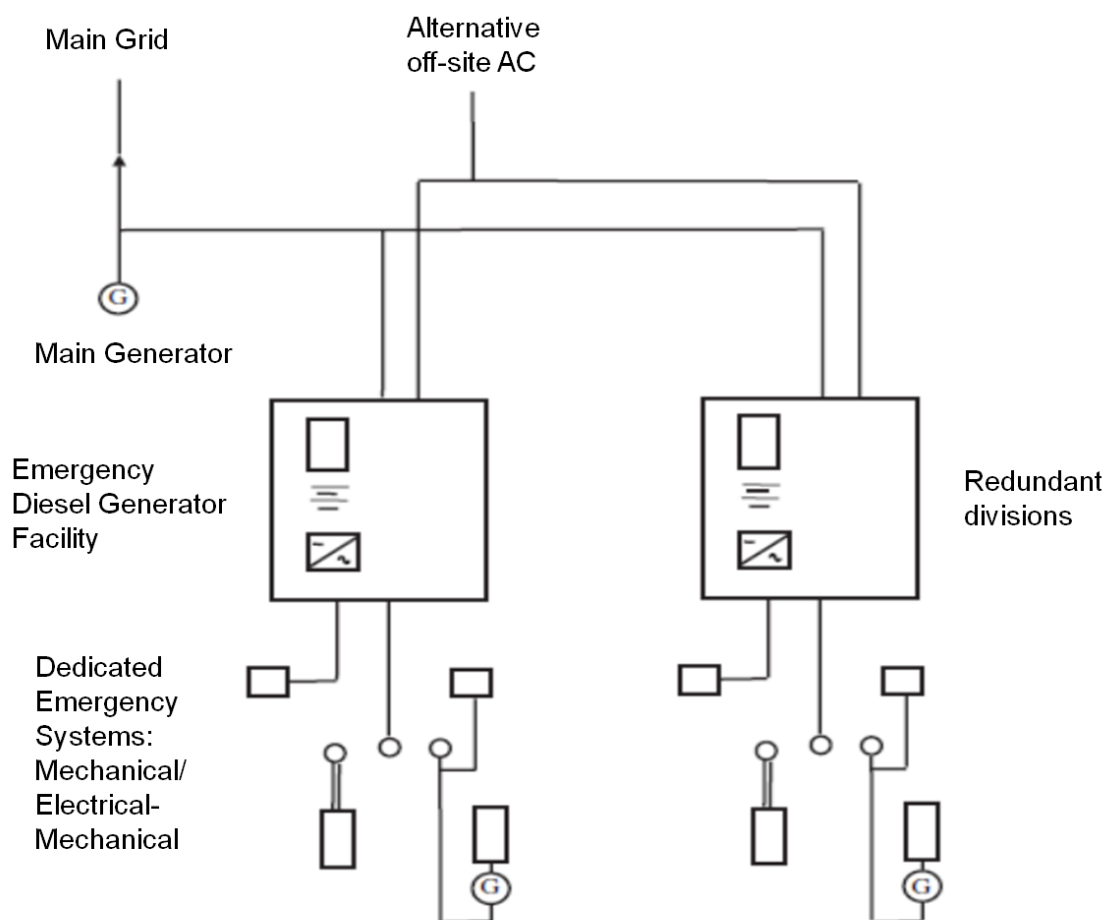 Main Grid
Alternative
off-site AC
G
Main Generator
Emergency
Diesel Generator
Facility
Redundant
divisions
Dedicated
Emergency
Systems:
Mechanical/
Electrical-
Mechanical
G
G